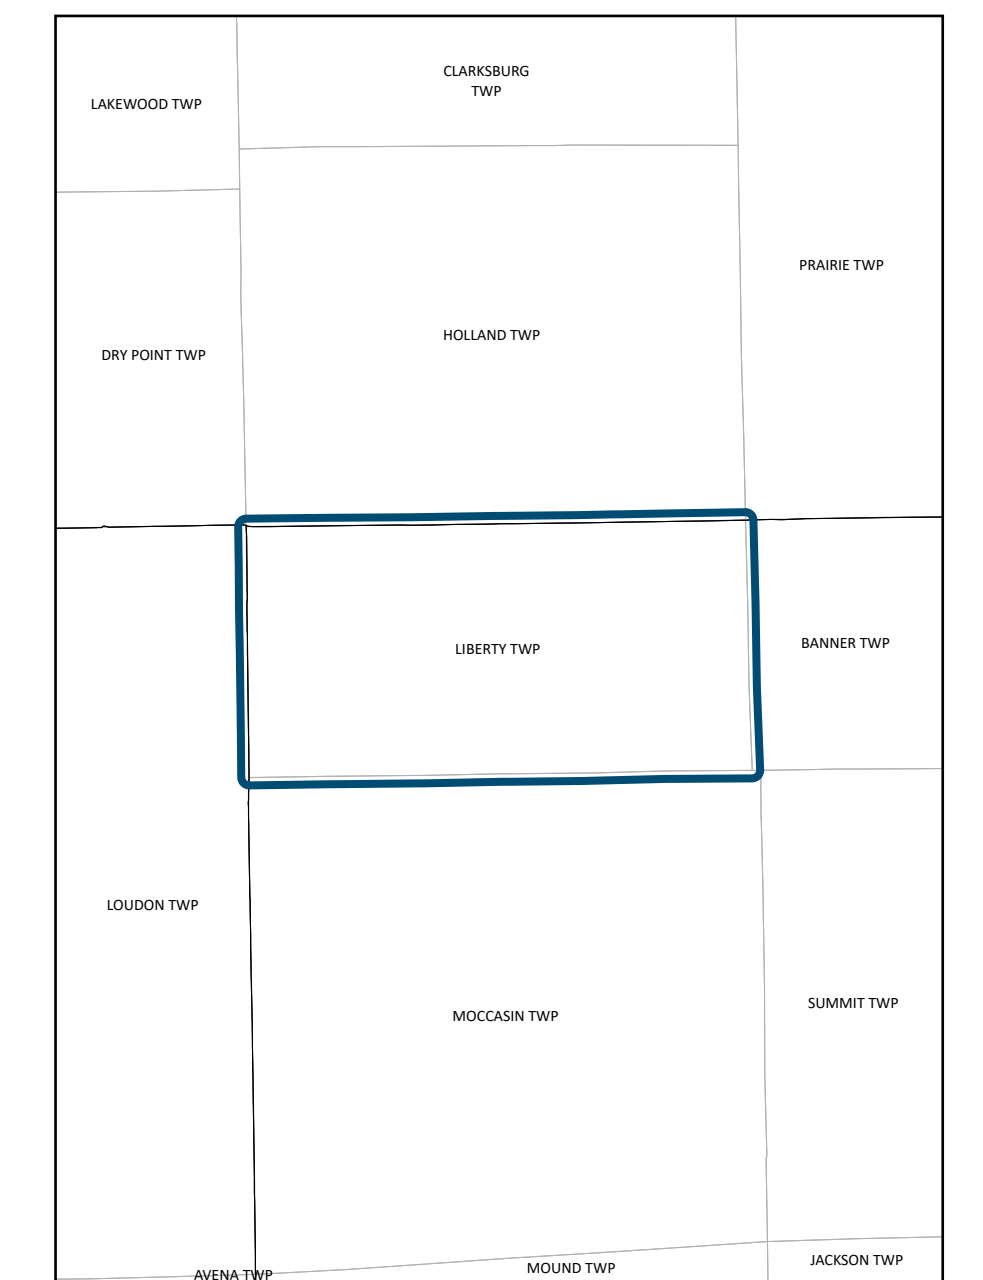 CLARKSBURG
TWP
LAKEWOOD TWP
PRAIRIE TWP
HOLLAND TWP
DRY POINT TWP
LIBERTY TWP
BANNER TWP
LOUDON TWP
SUMMIT TWP
MOCCASIN TWP
JACKSON TWP
MOUND TWP
AVENA TWP